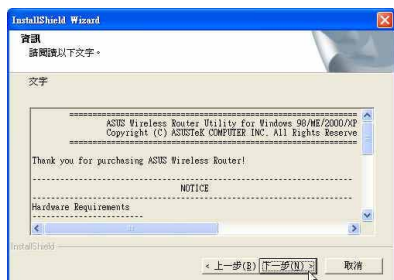 InstallShield Wizard
資訊
請閱讀以下文字。
文字
ASUS Wireless Router Utility for Windows 98/ME/2000/XP
Copyright (C) ASUSTeK COMPUTER INC. All Rights Reserve
Thank you for purchasing ASUS Wireless Router!
NOTICE
Hardware Requirements
InstallShield
< 上一步(B) 下一步(N) > 取消